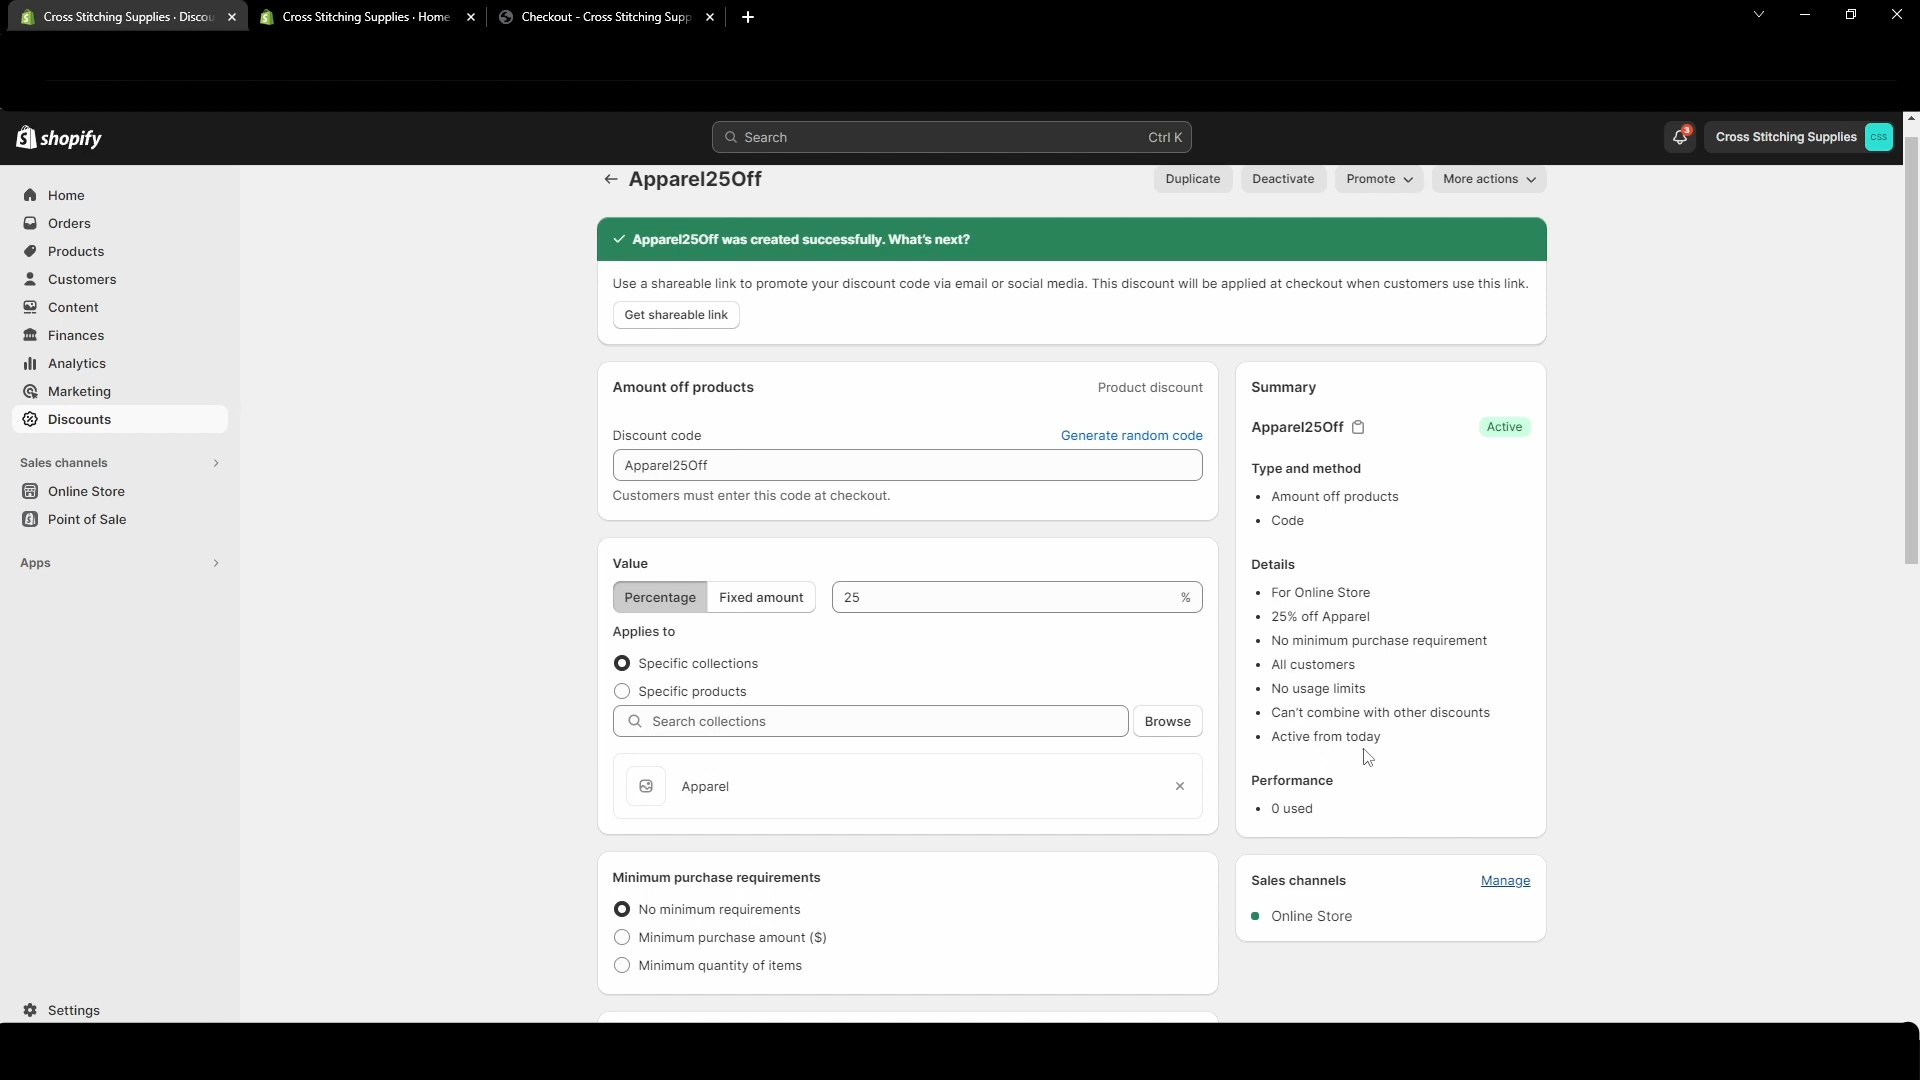 Cross Stitching Supplies · Discou
Cross Stitching Supplies · Home
Checkout - Cross Stitching Supp
shopify
Search
Ctrl K
3
Cross Stitching Supplies
CSS
Home
Orders
Products
Customers
Content
Finances
Analytics
Marketing
Discounts
Sales channels
Online Store
Point of Sale
Apps
Settings
Apparel25Off
Duplicate
Deactivate
Promote
More actions
Apparel25Off was created successfully. What's next?
Use a shareable link to promote your discount code via email or social media. This discount will be applied at checkout when customers use this link.
Get shareable link
Amount off products
Product discount
Discount code
Generate random code
Apparel25Off
Customers must enter this code at checkout.
Value
Percentage
Fixed amount
25
%
Applies to
Specific collections
Specific products
Search collections
Browse
Apparel
Minimum purchase requirements
No minimum requirements
Minimum purchase amount ($)
Minimum quantity of items
Summary
Apparel25Off
Active
Type and method
• Amount off products
• Code
Details
• For Online Store
• 25% off Apparel
• No minimum purchase requirement
• All customers
• No usage limits
• Can't combine with other discounts
• Active from today
Performance
• 0 used
Sales channels
Manage
Online Store